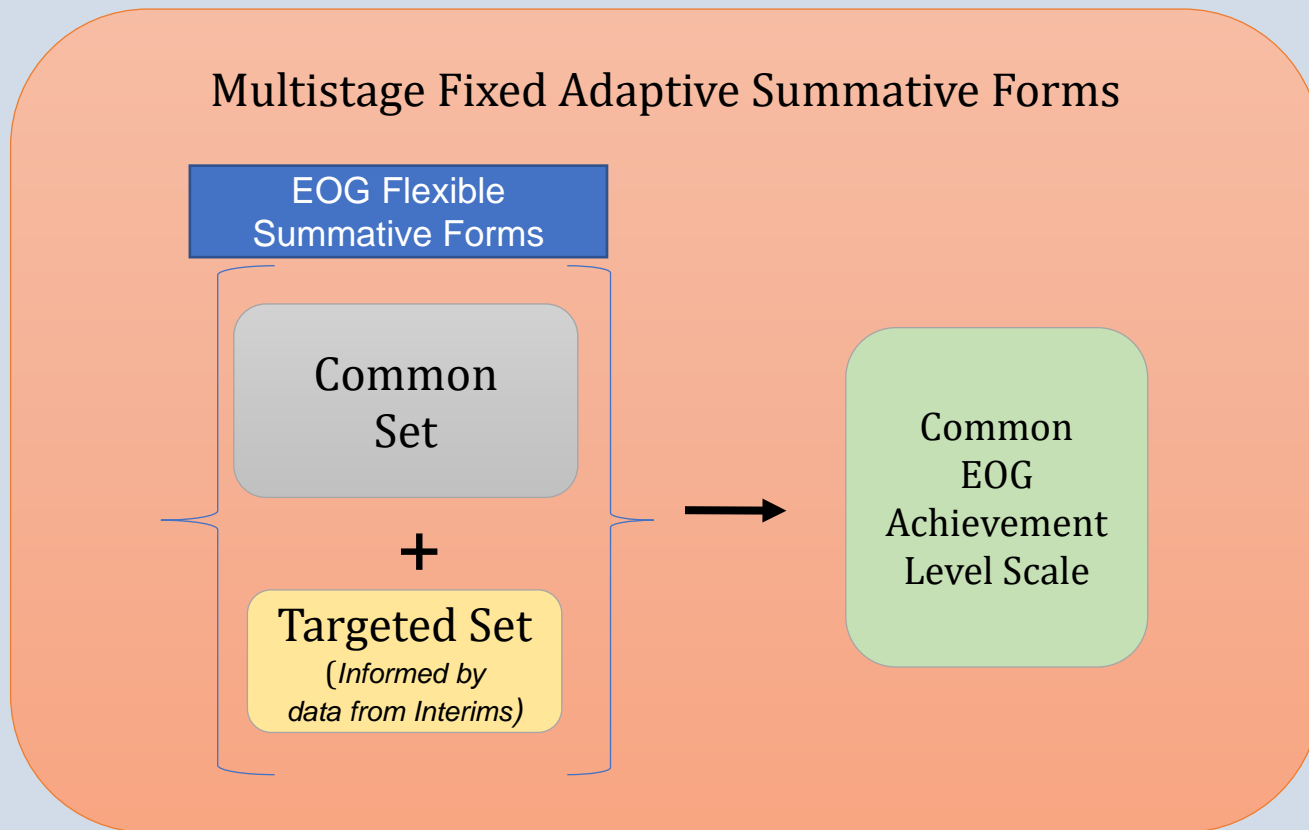 Multistage Fixed Adaptive Summative Forms
EOG Flexible
Summative Forms
Common
Set
+
Targeted Set
(Informed by
data from Interims)
Common
EOG
Achievement
Level Scale